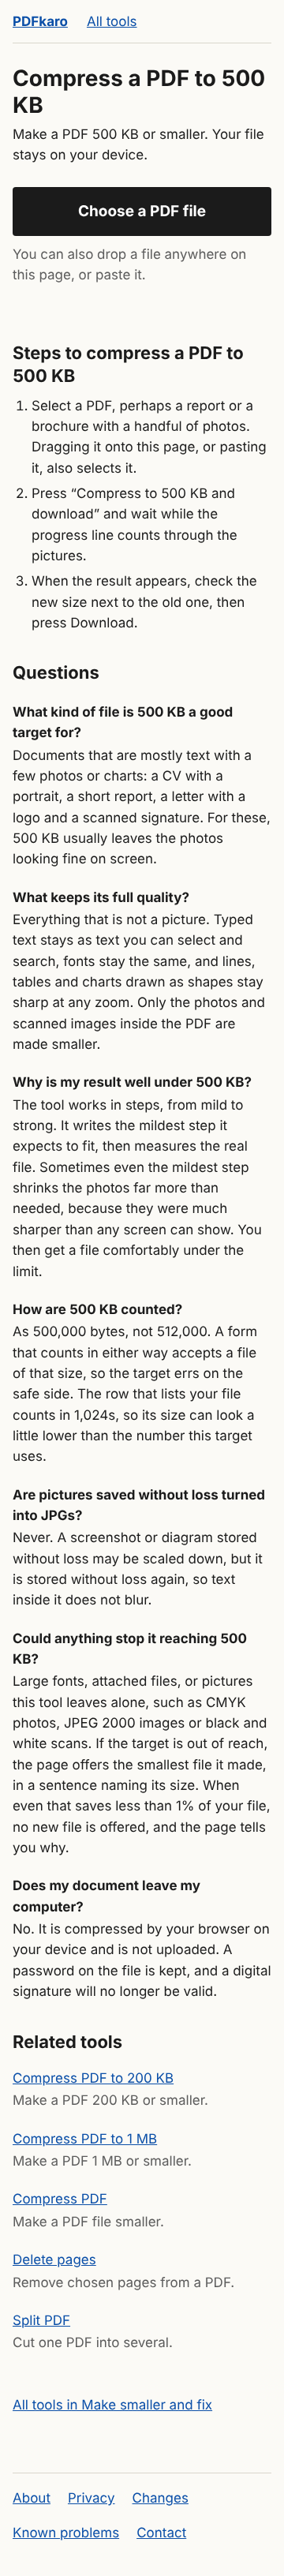 PDFkaro All tools
Compress a PDF to 500
KB
Make a PDF 500 KB or smaller. Your file
stays on your device.
Choose a PDF file
You can also drop a file anywhere on
this page, or paste it.
Steps to compress a PDF to
500 KB
1. Select a PDF, perhaps a report or a
brochure with a handful of photos.
Dragging it onto this page, or pasting
it, also selects it.
2. Press “Compress to 500 KB and
download” and wait while the
progress line counts through the
pictures.
3. When the result appears, check the
new size next to the old one, then
press Download.
Questions
What kind of file is 500 KB a good
target for?
Documents that are mostly text with a
few photos or charts: a CV with a
portrait, a short report, a letter with a
logo and a scanned signature. For these,
500 KB usually leaves the photos
looking fine on screen.
What keeps its full quality?
Everything that is not a picture. Typed
text stays as text you can select and
search, fonts stay the same, and lines,
tables and charts drawn as shapes stay
sharp at any zoom. Only the photos and
scanned images inside the PDF are
made smaller.
Why is my result well under 500 KB?
The tool works in steps, from mild to
strong. It writes the mildest step it
expects to fit, then measures the real
file. Sometimes even the mildest step
shrinks the photos far more than
needed, because they were much
sharper than any screen can show. You
then get a file comfortably under the
limit.
How are 500 KB counted?
As 500,000 bytes, not 512,000. A form
that counts in either way accepts a file
of that size, so the target errs on the
safe side. The row that lists your file
counts in 1,024s, so its size can look a
little lower than the number this target
uses.
Are pictures saved without loss turned
into JPGs?
Never. A screenshot or diagram stored
without loss may be scaled down, but it
is stored without loss again, so text
inside it does not blur.
Could anything stop it reaching 500
KB?
Large fonts, attached files, or pictures
this tool leaves alone, such as CMYK
photos, JPEG 2000 images or black and
white scans. If the target is out of reach,
the page offers the smallest file it made,
in a sentence naming its size. When
even that saves less than 1% of your file,
no new file is offered, and the page tells
you why.
Does my document leave my
computer?
No. It is compressed by your browser on
your device and is not uploaded. A
password on the file is kept, and a digital
signature will no longer be valid.
Related tools
Compress PDF to 200 KB
Make a PDF 200 KB or smaller.
Compress PDF to 1 MB
Make a PDF 1 MB or smaller.
Compress PDF
Make a PDF file smaller.
Delete pages
Remove chosen pages from a PDF.
Split PDF
Cut one PDF into several.
All tools in Make smaller and fix
About Privacy Changes
Known problems Contact